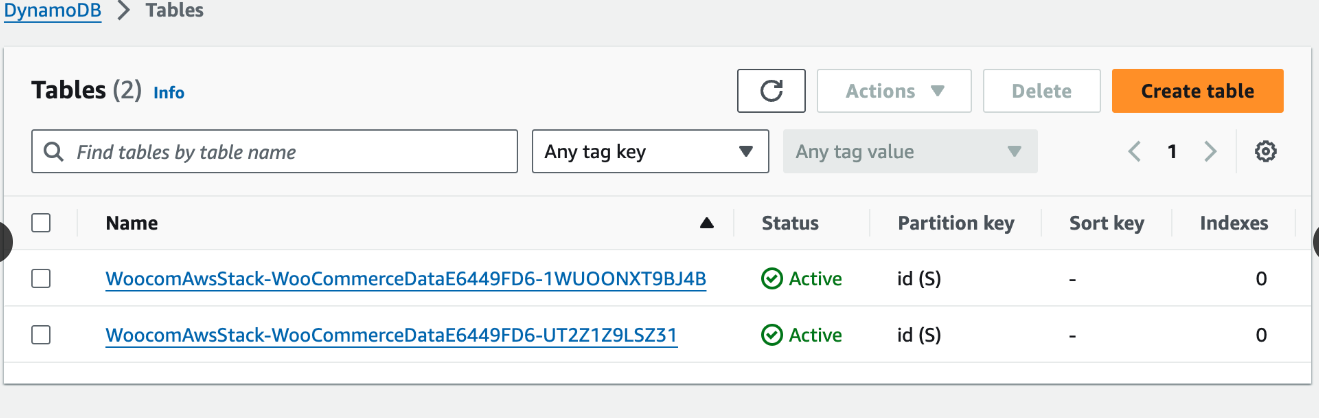 DynamoDB > Tables
Tables (2) Info Actions Delete Create table
Find tables by table name Any tag key Any tag value 1
Name Status Partition key Sort key Indexes
WoocomAwsStack-WooCommerceDataE6449FD6-1WUOONXT9BJ4B Active id (S) - 0
WoocomAwsStack-WooCommerceDataE6449FD6-UT2Z1Z9LSZ31 Active id (S) - 0